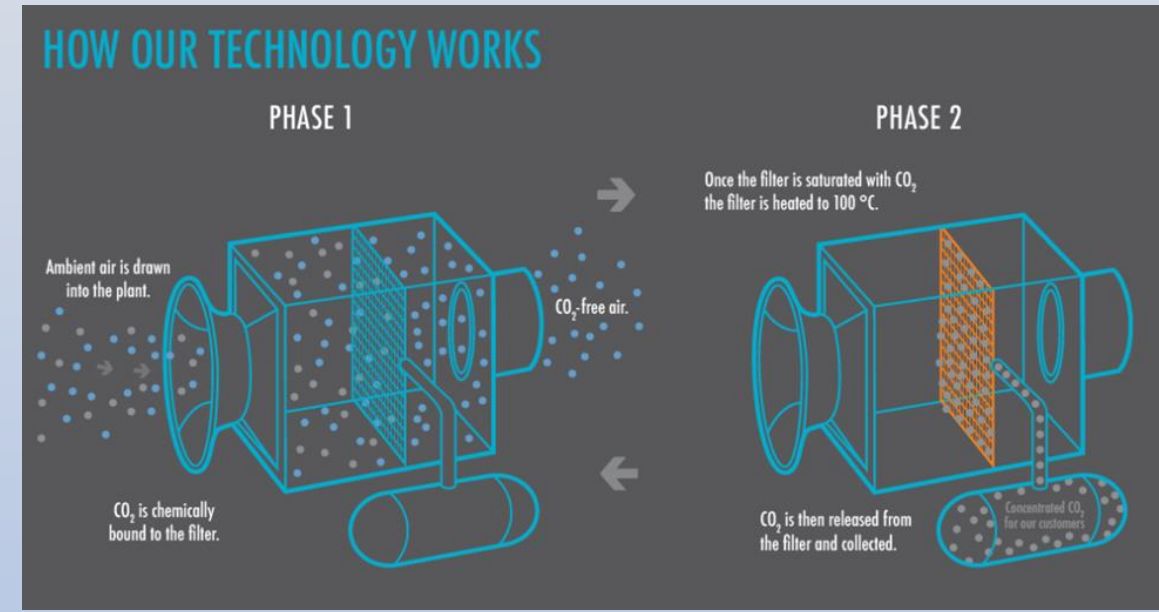 HOW OUR TECHNOLOGY WORKS
PHASE 1
Ambient air is drawn
into the plant.
CO₂-free air.
CO₂ is chemically
bound to the filter.
PHASE 2
Once the filter is saturated with CO₂
the filter is heated to 100 °C.
CO₂ is then released from
the filter and collected.
Concentrated CO₂
for our customers